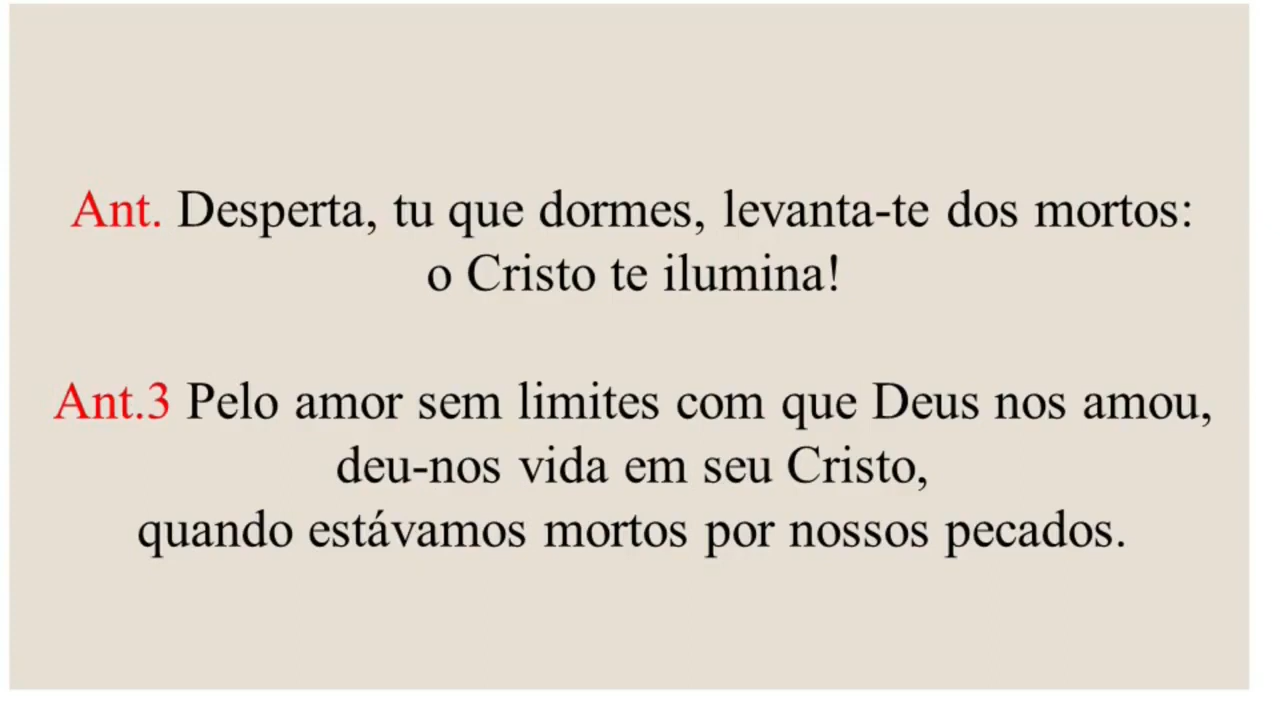 Ant. Desperta, tu que dormes, levanta-te dos mortos:
o Cristo te ilumina!
Ant.3 Pelo amor sem limites com que Deus nos amou,
deu-nos vida em seu Cristo,
quando estávamos mortos por nossos pecados.